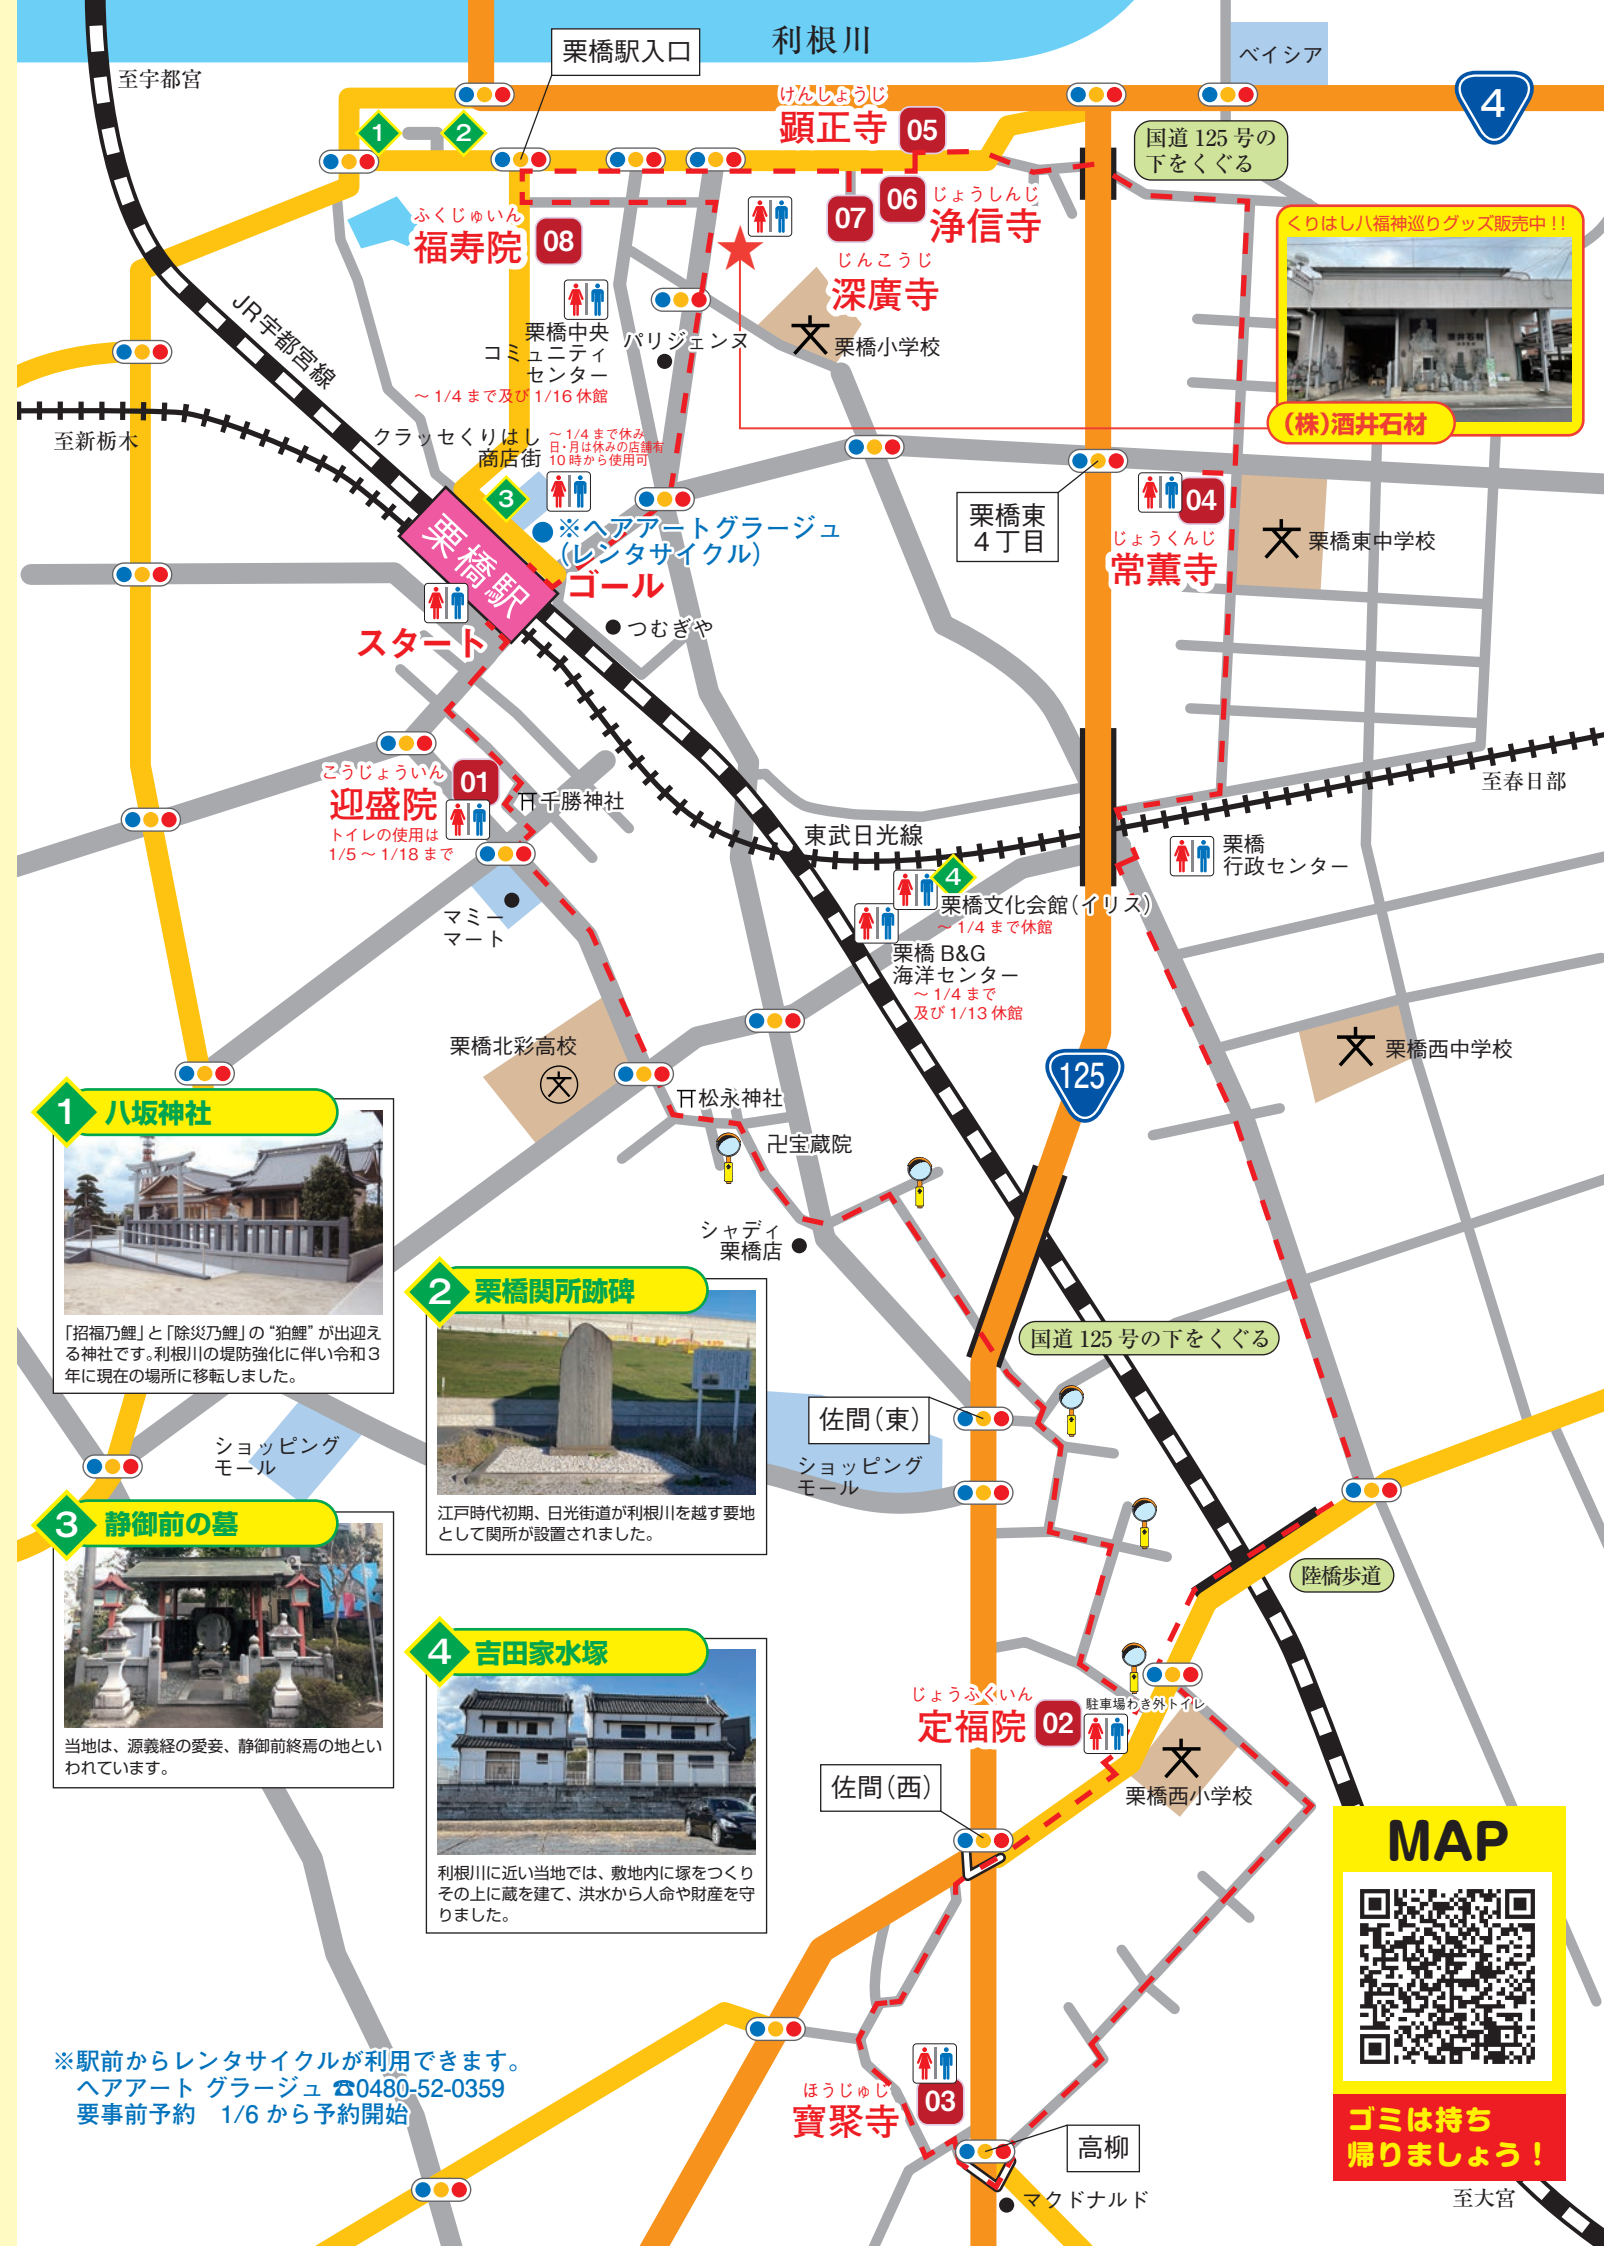 利根川
至宇都宮
栗橋駅入口
ベイシア
4
けんしょうじ
顕正寺
05
1
2
国道125号の
下をくぐる
ふくじゅいん
福寿院
08
07
06
じょうしんじ
浄信寺
じんこうじ
深廣寺
くりはし八福神巡りグッズ販売中!!
(株)酒井石材
JR宇都宮線
栗橋中央
コミュニティ
センター
～1/4まで及び1/16休館
パリジェンヌ
栗橋小学校
至新栃木
クラッセくりはし
商店街
～1/4まで休み
日・月は休みの店舗有
10時から使用可
3
※ヘアアートグラージュ
(レンタサイクル)
ゴール
栗橋駅
スタート
つむぎや
栗橋東
4丁目
04
じょうくんじ
常薫寺
栗橋東中学校
こうじょういん
迎盛院
01
トイレの使用は
1/5～1/18まで
千勝神社
マミー
マート
東武日光線
至春日部
栗橋
行政センター
4
栗橋文化会館(イリス)
～1/4まで休館
栗橋B&G
海洋センター
～1/4まで
及び1/13休館
栗橋北彩高校
松永神社
卍宝蔵院
125
栗橋西中学校
シャディ
栗橋店
1 八坂神社
「招福乃鯉」と「除災乃鯉」の“狛鯉”が出迎え
る神社です。利根川の堤防強化に伴い令和3
年に現在の場所に移転しました。
2 栗橋関所跡碑
江戸時代初期、日光街道が利根川を越す要地
として関所が設置されました。
国道125号の下をくぐる
佐間(東)
ショッピング
モール
ショッピング
モール
3 静御前の墓
当地は、源義経の愛妾、静御前終焉の地とい
われています。
4 吉田家水塚
利根川に近い当地では、敷地内に塚をつくり
その上に蔵を建て、洪水から人命や財産を守
りました。
陸橋歩道
じょうふくいん
定福院
02
駐車場わき外トイレ
佐間(西)
栗橋西小学校
MAP
ゴミは持ち
帰りましょう!
至大宮
※駅前からレンタサイクルが利用できます。
ヘアアート グラージュ ☎0480-52-0359
要事前予約 1/6から予約開始
ほうじゅじ
寶聚寺
03
高柳
マクドナルド